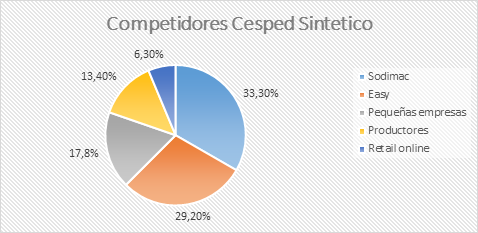 Competidores Cesped Sintetico
6,30%
13,40%
33,30%
17,8%
29,20%
Sodimac
Easy
Pequeñas empresas
Productores
Retail online